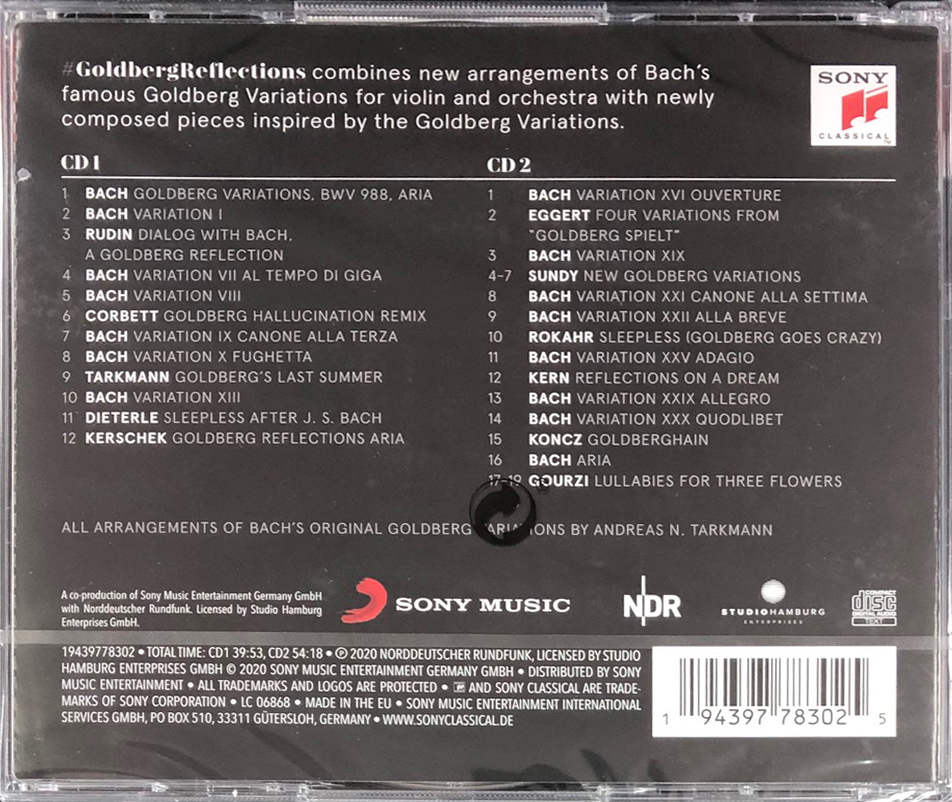 #GoldbergReflections combines new arrangements of Bach's
famous Goldberg Variations for violin and orchestra with newly
composed pieces inspired by the Goldberg Variations.
SONY
CLASSICAL™
CD 1
1 BACH GOLDBERG VARIATIONS, BWV 988, ARIA
2 BACH VARIATION I
3 RUDIN DIALOG WITH BACH,
A GOLDBERG REFLECTION
4 BACH VARIATION VII AL TEMPO DI GIGA
5 BACH VARIATION VIII
6 CORBETT GOLDBERG HALLUCINATION REMIX
7 BACH VARIATION IX CANONE ALLA TERZA
8 BACH VARIATION X FUGHETTA
9 TARKMANN GOLDBERG'S LAST SUMMER
10 BACH VARIATION XIII
11 DIETERLE SLEEPLESS AFTER J. S. BACH
12 KERSCHEK GOLDBERG REFLECTIONS ARIA
CD 2
1 BACH VARIATION XVI OUVERTURE
2 EGGERT FOUR VARIATIONS FROM
"GOLDBERG SPIELT"
3 BACH VARIATION XIX
4-7 SUNDY NEW GOLDBERG VARIATIONS
8 BACH VARIATION XXI CANONE ALLA SETTIMA
9 BACH VARIATION XXII ALLA BREVE
10 ROKAHR SLEEPLESS (GOLDBERG GOES CRAZY)
11 BACH VARIATION XXV ADAGIO
12 KERN REFLECTIONS ON A DREAM
13 BACH VARIATION XXIX ALLEGRO
14 BACH VARIATION XXX QUODLIBET
15 KONCZ GOLDBERGHAIN
16 BACH ARIA
17-19 GOURZI LULLABIES FOR THREE FLOWERS
ALL ARRANGEMENTS OF BACH'S ORIGINAL GOLDBERG VARIATIONS BY ANDREAS N. TARKMANN
A co-production of Sony Music Entertainment Germany GmbH
with Norddeutscher Rundfunk. Licensed by Studio Hamburg
Enterprises GmbH.
SONY MUSIC
NDR
STUDIO HAMBURG
ENTERPRISES
COMPACT
disc
DIGITAL AUDIO
TEXT
19439778302 • TOTAL TIME: CD1 39:53, CD2 54:18 • ℗ 2020 NORDDEUTSCHER RUNDFUNK, LICENSED BY STUDIO
HAMBURG ENTERPRISES GMBH © 2020 SONY MUSIC ENTERTAINMENT GERMANY GMBH • DISTRIBUTED BY SONY
MUSIC ENTERTAINMENT • ALL TRADEMARKS AND LOGOS ARE PROTECTED • AND SONY CLASSICAL ARE TRADE-
MARKS OF SONY CORPORATION • LC 06868 • MADE IN THE EU • SONY MUSIC ENTERTAINMENT INTERNATIONAL
SERVICES GMBH, PO BOX 510, 33311 GÜTERSLOH, GERMANY • WWW.SONYCLASSICAL.DE
1 94397 78302 5